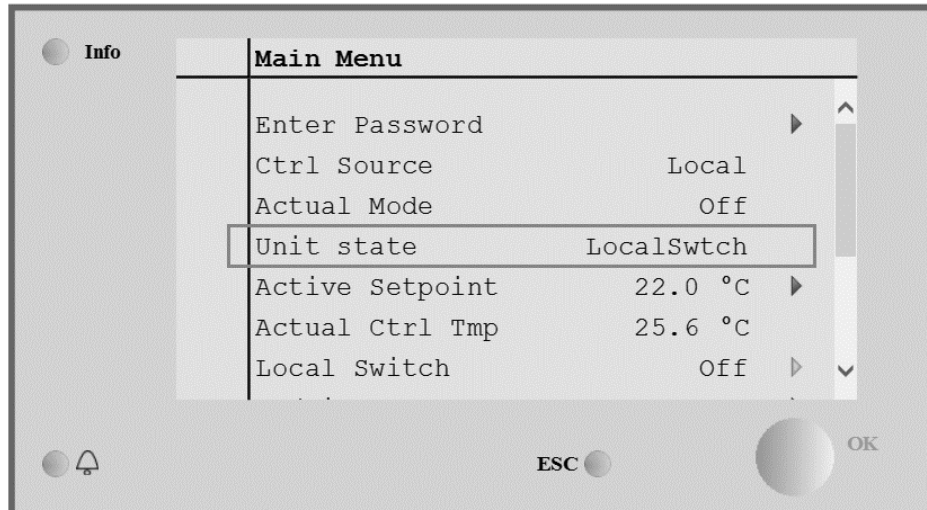 Info
Main Menu
Enter Password
Ctrl Source Local
Actual Mode Off
Unit state LocalSwtch
Active Setpoint 22.0 °C
Actual Ctrl Tmp 25.6 °C
Local Switch Off
OK
ESC